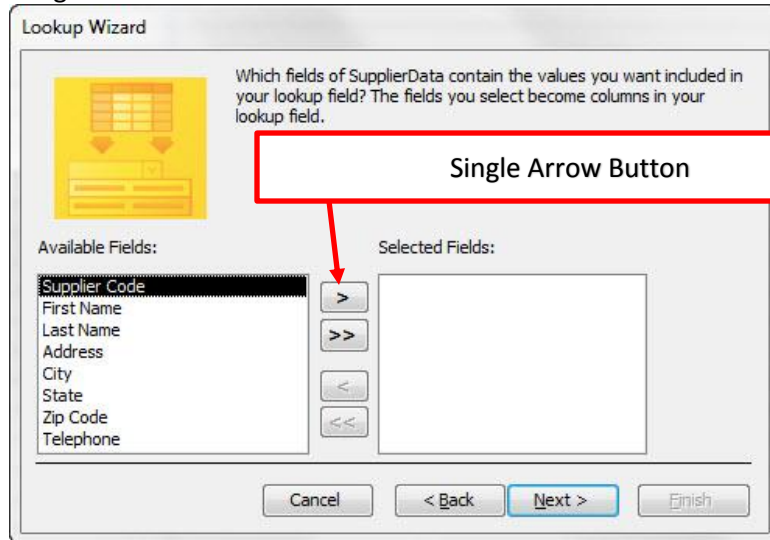 Lookup Wizard
Which fields of SupplierData contain the values you want included in
your lookup field? The fields you select become columns in your
lookup field.
Single Arrow Button
Available Fields:
Selected Fields:
Supplier Code
First Name
Last Name
Address
City
State
Zip Code
Telephone
>
>>
<
<<
Cancel
< Back
Next >
Finish